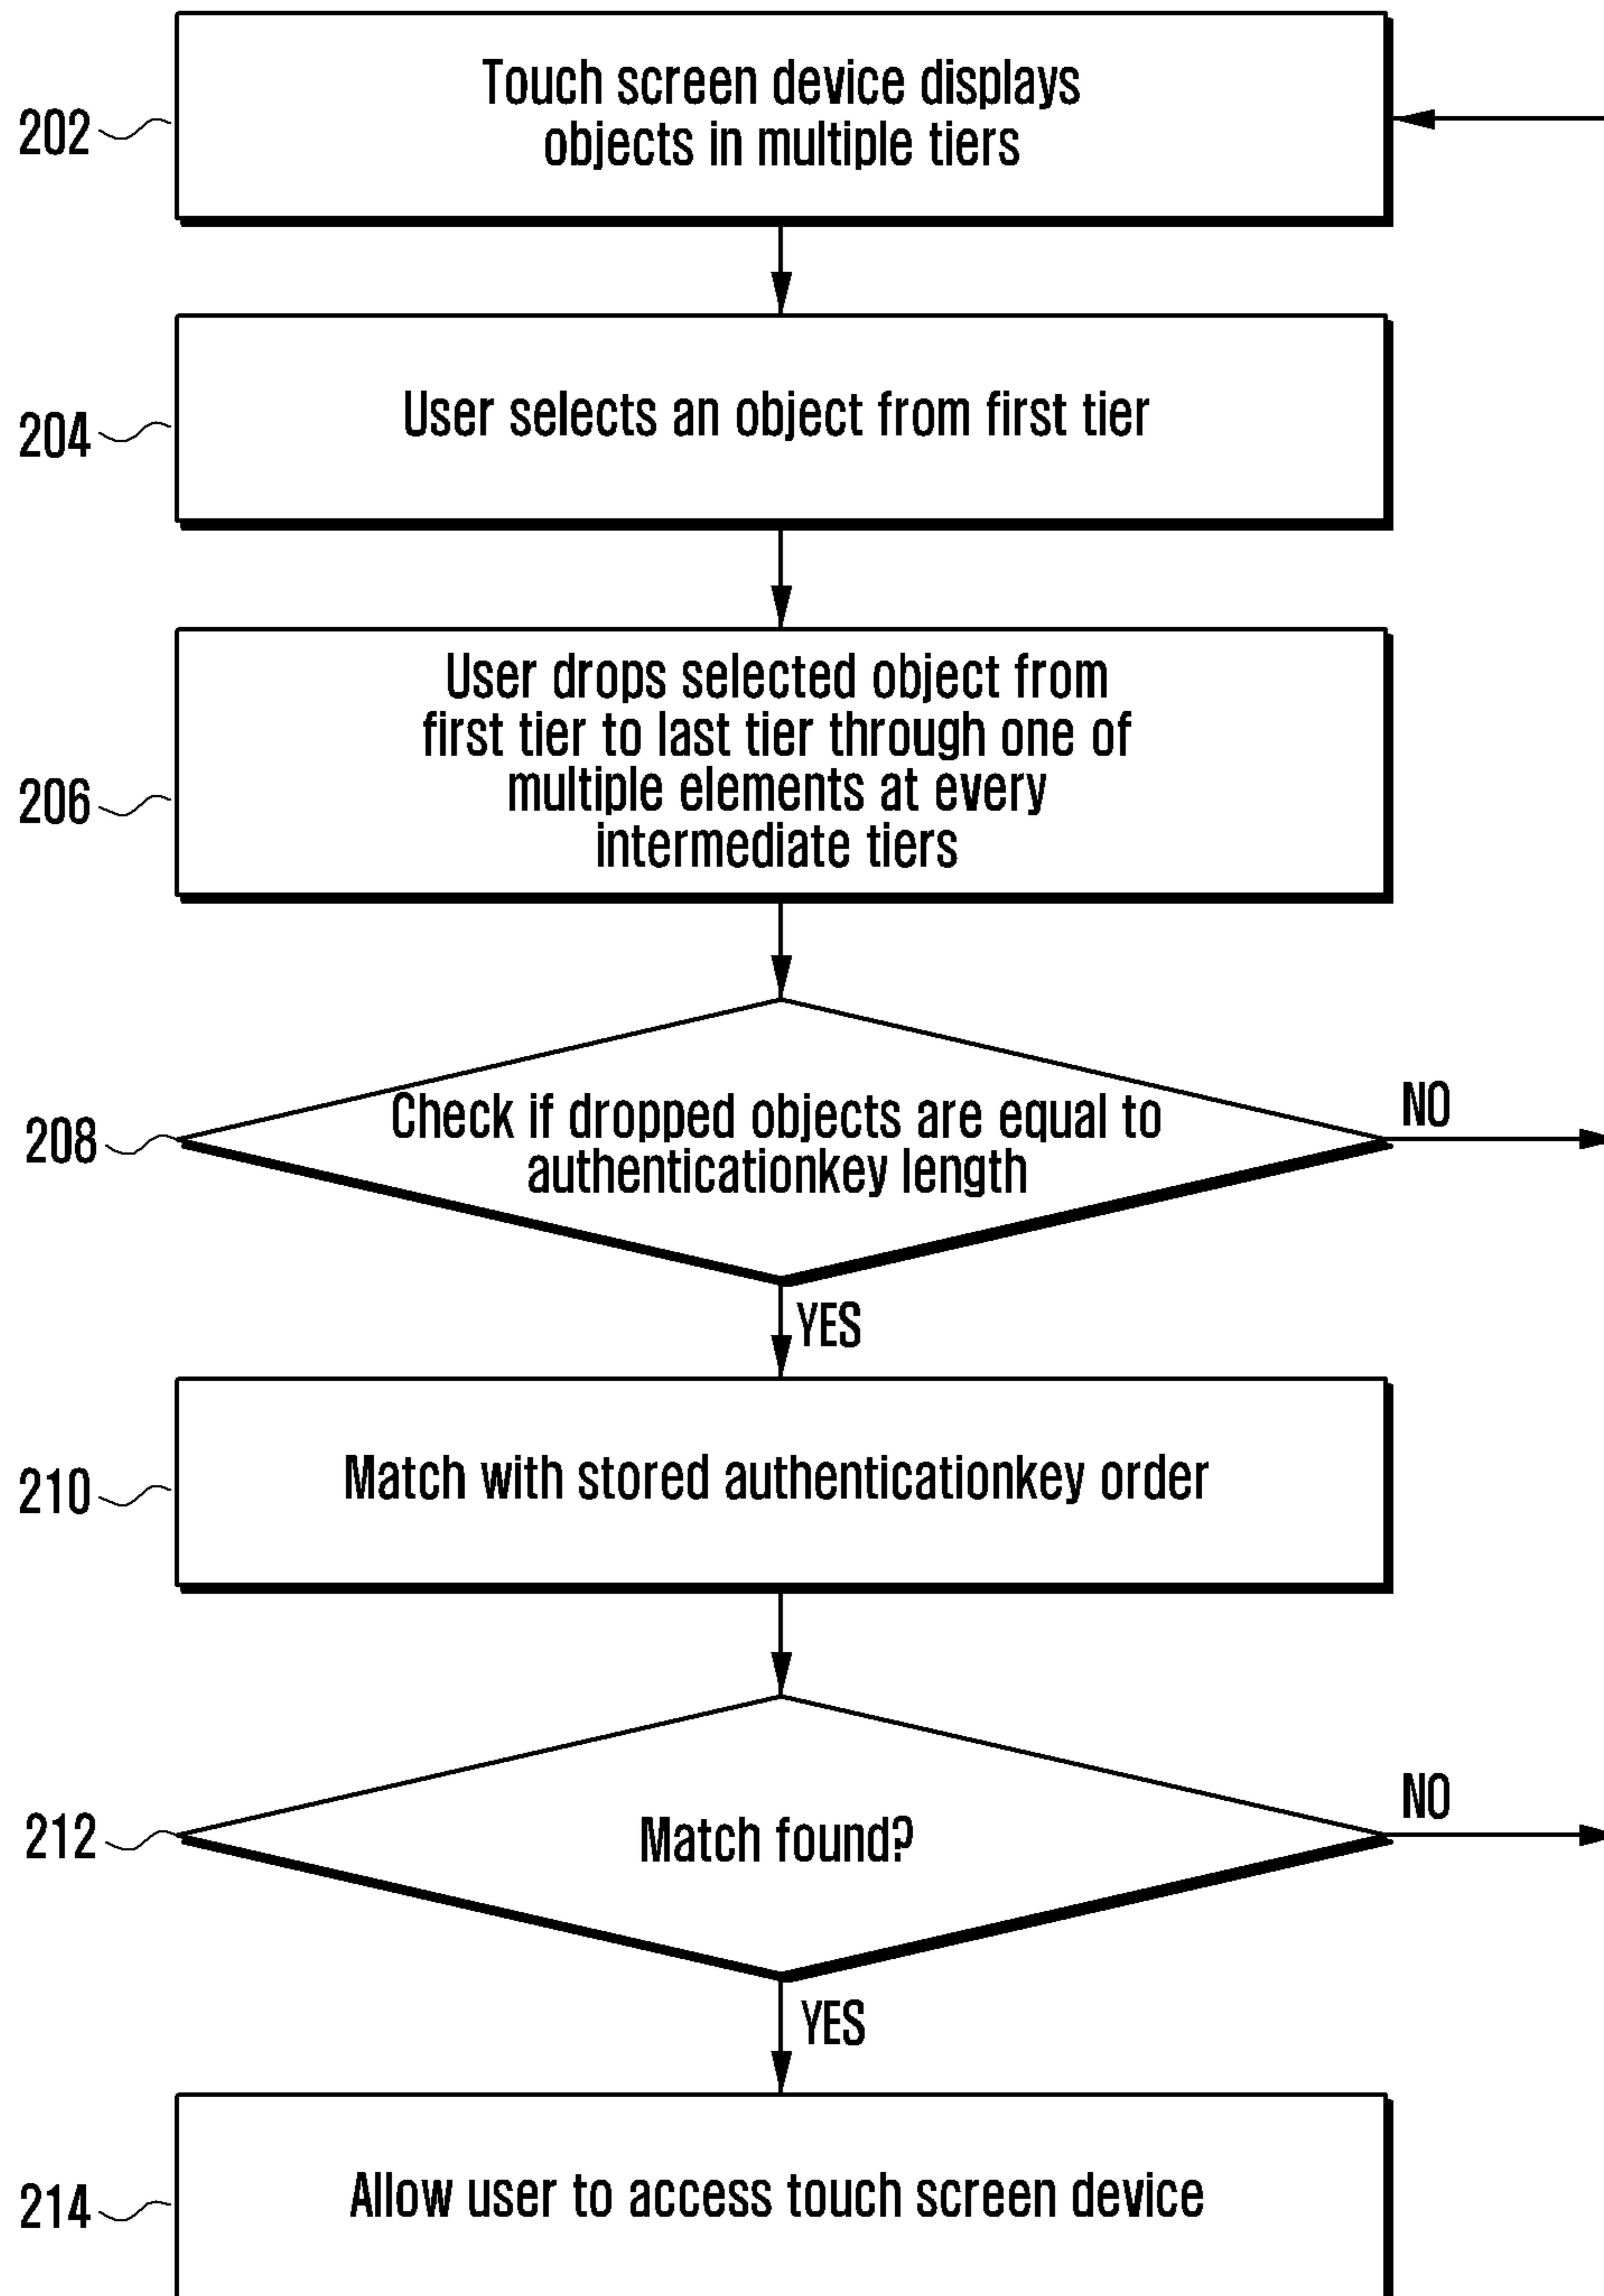 Touch screen device displays
objects in multiple tiers
202
User selects an object from first tier
204
User drops selected object from
first tier to last tier through one of
multiple elements at every
intermediate tiers
206
Check if dropped objects are equal to
authenticationkey length
208
NO
YES
Match with stored authenticationkey order
210
Match found?
212
NO
YES
Allow user to access touch screen device
214